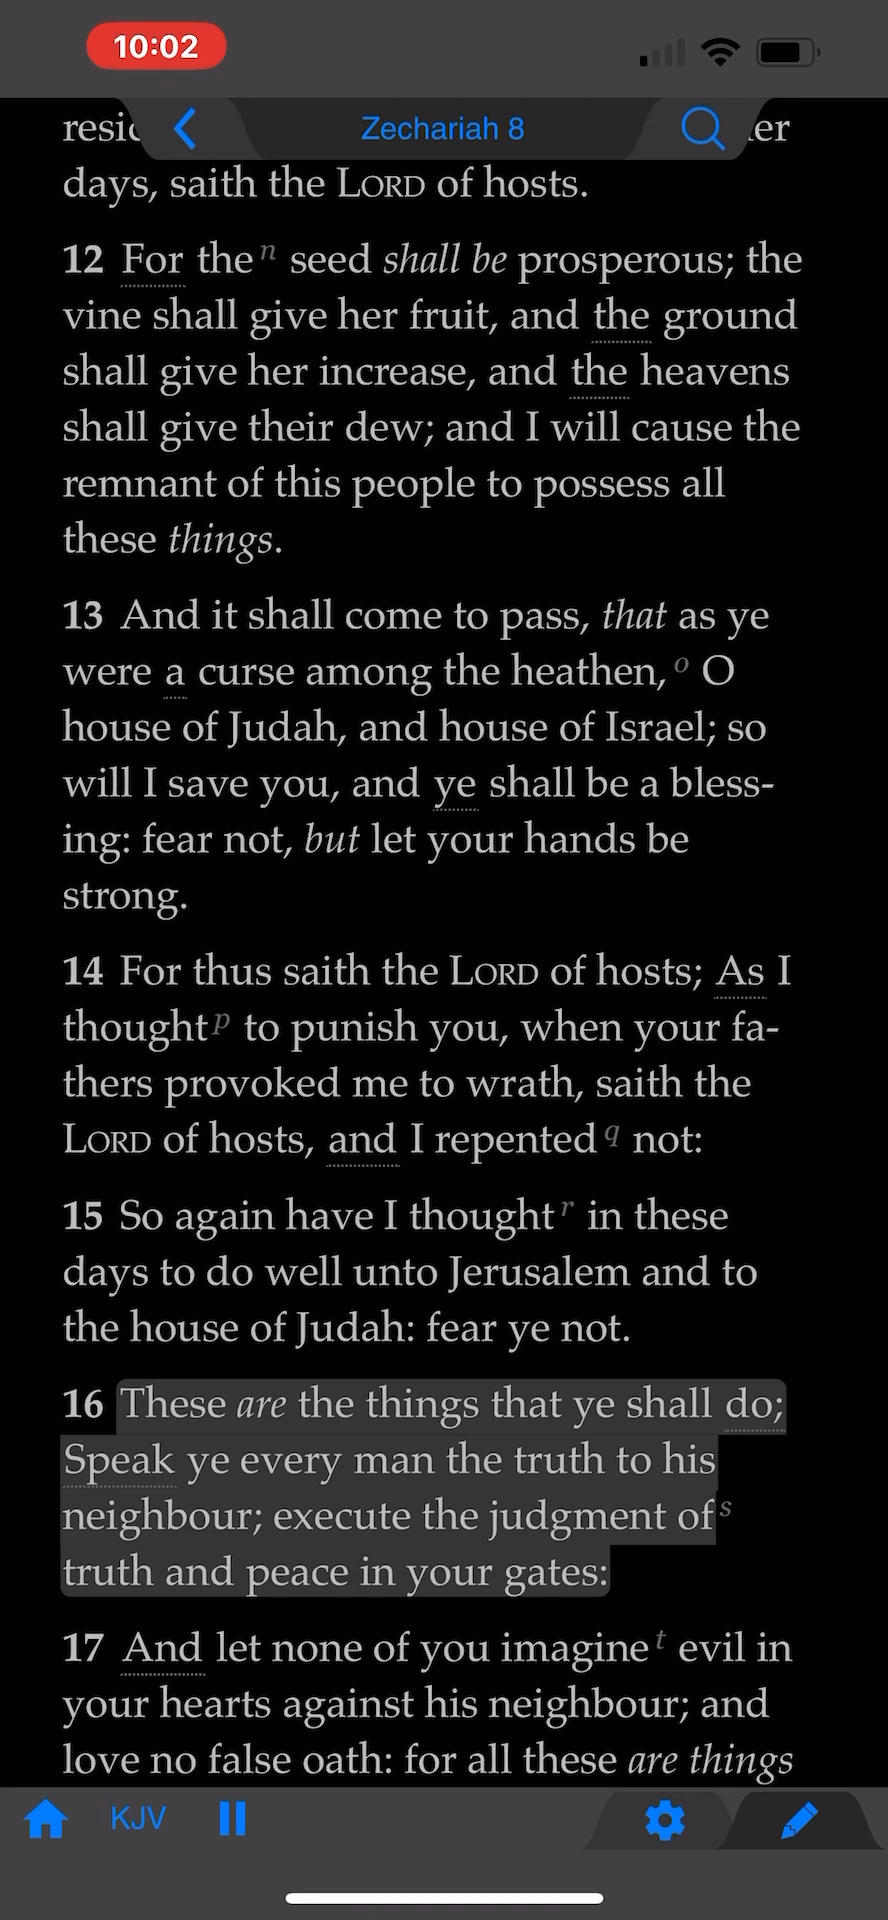 10:02
Zechariah 8
days, saith the LORD of hosts.
12 For the n seed shall be prosperous; the
vine shall give her fruit, and the ground
shall give her increase, and the heavens
shall give their dew; and I will cause the
remnant of this people to possess all
these things.
13 And it shall come to pass, that as ye
were a curse among the heathen, o O
house of Judah, and house of Israel; so
will I save you, and ye shall be a bless-
ing: fear not, but let your hands be
strong.
14 For thus saith the LORD of hosts; As I
thought p to punish you, when your fa-
thers provoked me to wrath, saith the
LORD of hosts, and I repented q not:
15 So again have I thought r in these
days to do well unto Jerusalem and to
the house of Judah: fear ye not.
16 These are the things that ye shall do;
Speak ye every man the truth to his
neighbour; execute the judgment of s
truth and peace in your gates:
17 And let none of you imagine t evil in
your hearts against his neighbour; and
love no false oath: for all these are things
KJV